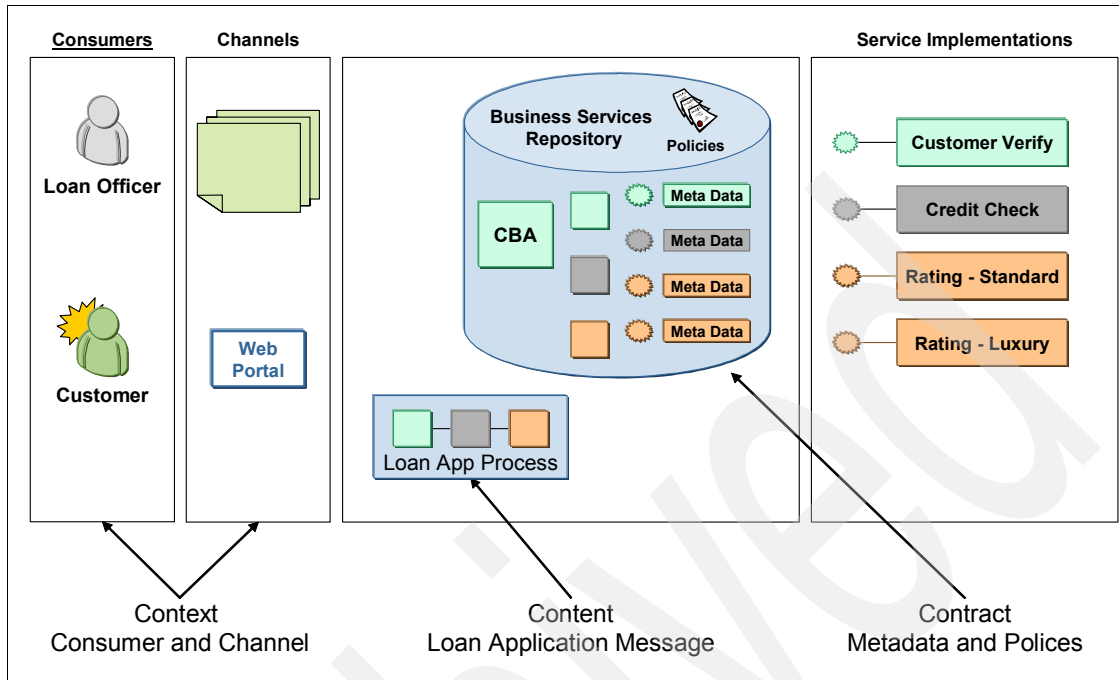 Consumers
Channels
Service Implementations
Loan Officer
Customer
Web
Portal
Business Services
Repository
Policies
CBA
Meta Data
Meta Data
Meta Data
Meta Data
Loan App Process
Customer Verify
Credit Check
Rating - Standard
Rating - Luxury
Context
Consumer and Channel
Content
Loan Application Message
Contract
Metadata and Polices